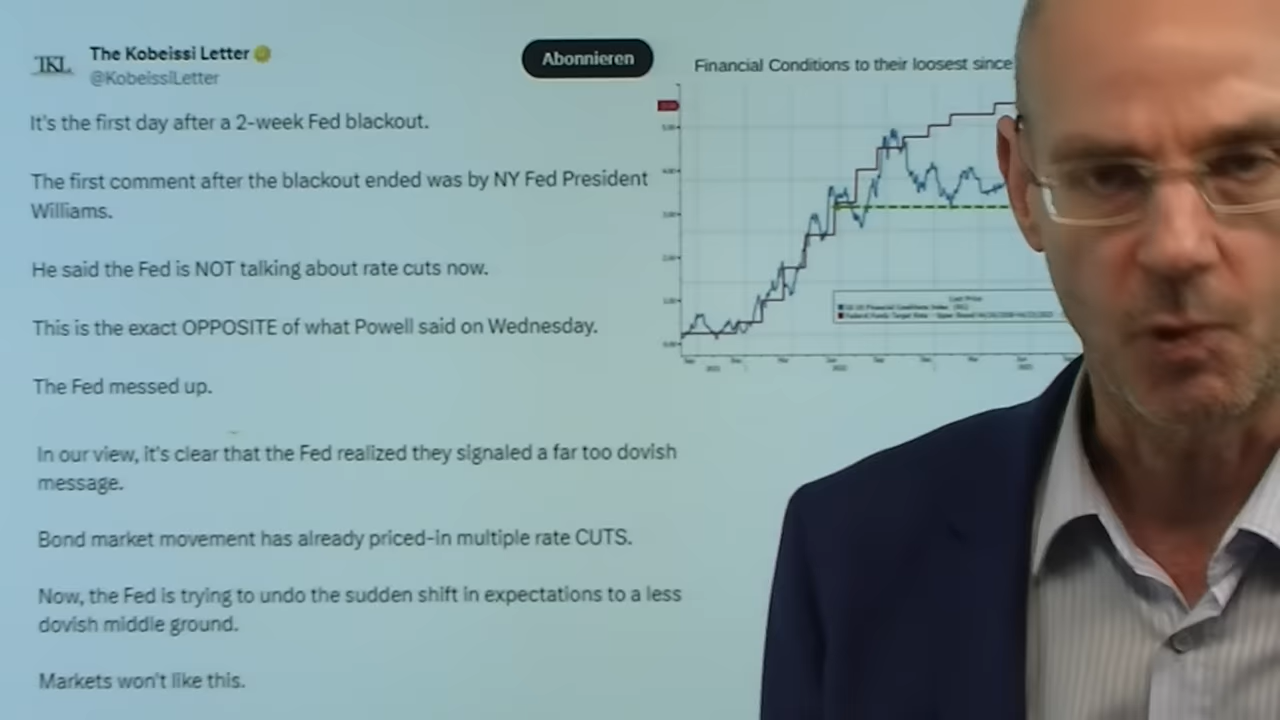 TKL
The Kobeissi Letter
@KobeissiLetter
Abonnieren
It's the first day after a 2-week Fed blackout.
The first comment after the blackout ended was by NY Fed President
Williams.
He said the Fed is NOT talking about rate cuts now.
This is the exact OPPOSITE of what Powell said on Wednesday.
The Fed messed up.
In our view, it's clear that the Fed realized they signaled a far too dovish
message.
Bond market movement has already priced-in multiple rate CUTS.
Now, the Fed is trying to undo the sudden shift in expectations to a less
dovish middle ground.
Markets won't like this.
Financial Conditions to their loosest since